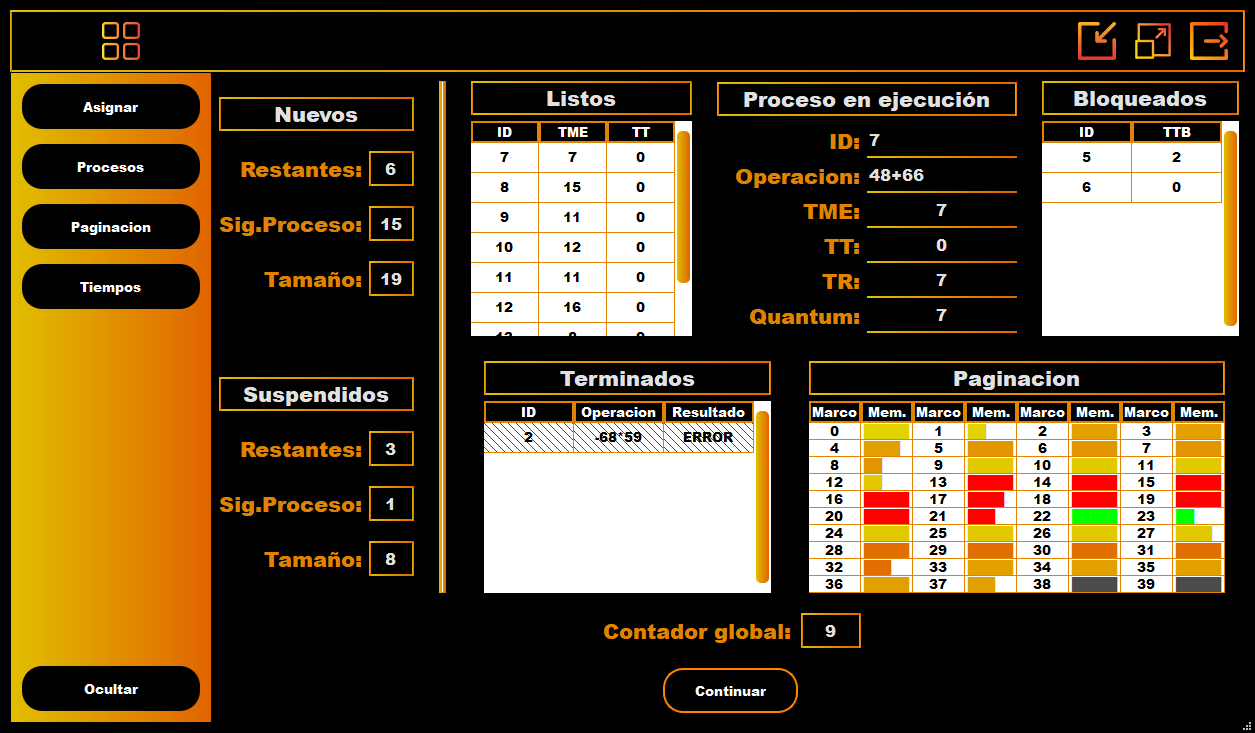 Asignar
Procesos
Paginacion
Tiempos
Ocultar
Nuevos
Restantes: 6
Sig.Proceso: 15
Tamaño: 19
Suspendidos
Restantes: 3
Sig.Proceso: 1
Tamaño: 8
Listos
ID TME TT
7 7 0
8 15 0
9 11 0
10 12 0
11 11 0
12 16 0
Proceso en ejecución
ID: 7
Operacion: 48+66
TME: 7
TT: 0
TR: 7
Quantum: 7
Bloqueados
ID TTB
5 2
6 0
Terminados
ID Operacion Resultado
2 -68*59 ERROR
Paginacion
Marco Mem. Marco Mem. Marco Mem. Marco Mem.
0 1 2 3
4 5 6 7
8 9 10 11
12 13 14 15
16 17 18 19
20 21 22 23
24 25 26 27
28 29 30 31
32 33 34 35
36 37 38 39
Contador global: 9
Continuar